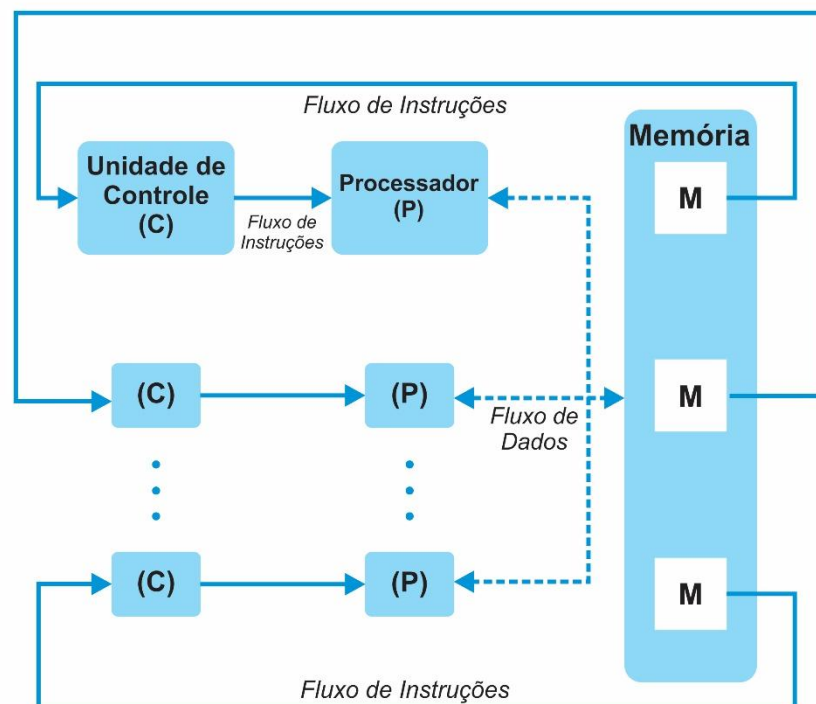 Fluxo de Instruções
Memória
Unidade de
Controle
(C)
Fluxo de
Instruções
Processador
(P)
M
(C)
(P)
Fluxo de
Dados
M
(C)
(P)
M
Fluxo de Instruções